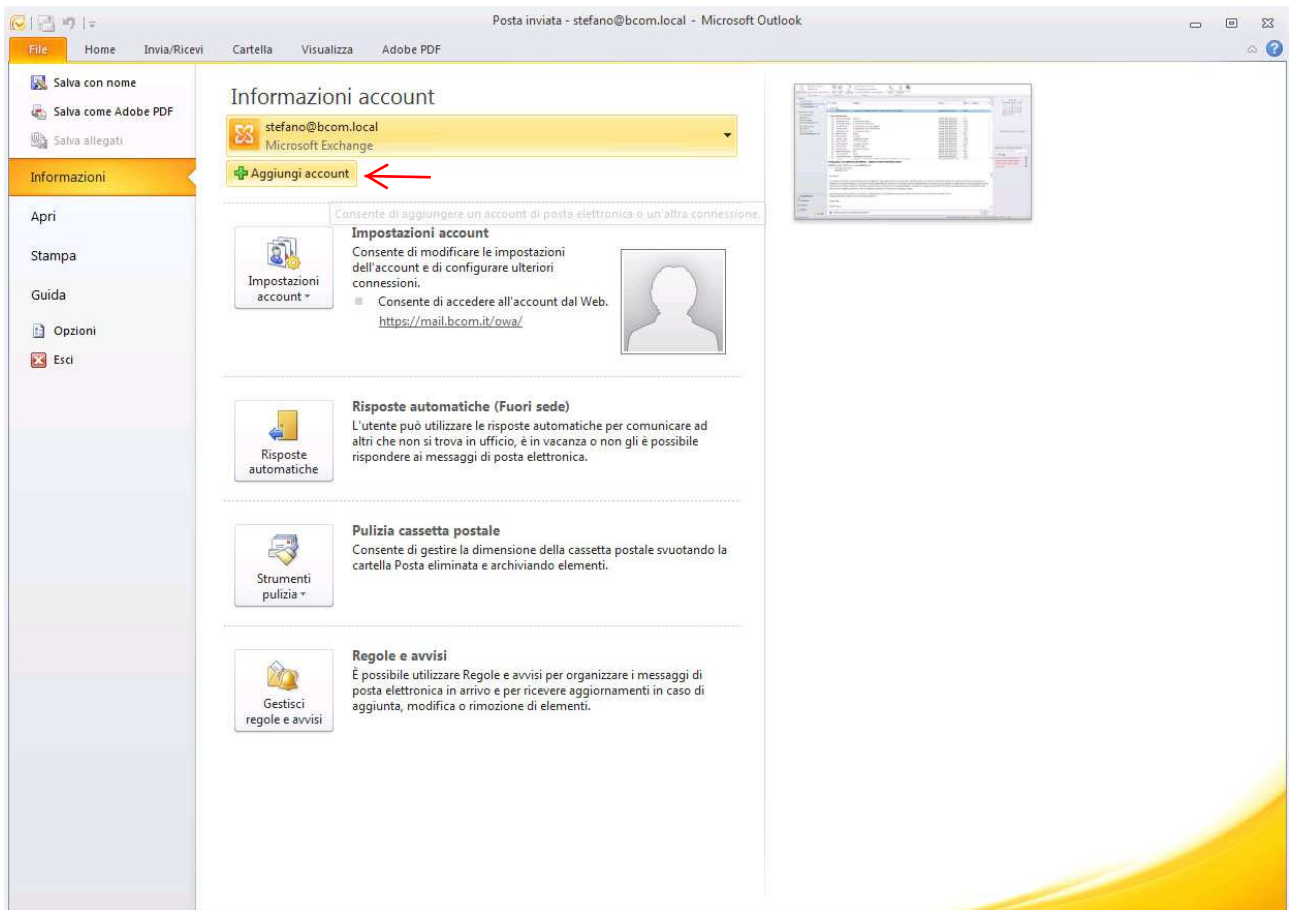 Posta inviata - stefano@bcom.local - Microsoft Outlook
File Home Invia/Ricevi Cartella Visualizza Adobe PDF
Salva con nome
Salva come Adobe PDF
Salva allegati
Informazioni
Apri
Stampa
Guida
Opzioni
Esci
Informazioni account
stefano@bcom.local
Microsoft Exchange
Aggiungi account
Consente di aggiungere un account di posta elettronica o un'altra connessione.
Impostazioni
account
Impostazioni account
Consente di modificare le impostazioni
dell'account e di configurare ulteriori
connessioni.
Consente di accedere all'account dal Web.
https://mail.bcom.it/owa/
Risposte
automatiche
Risposte automatiche (Fuori sede)
L'utente può utilizzare le risposte automatiche per comunicare ad
altri che non si trova in ufficio, è in vacanza o non gli è possibile
rispondere ai messaggi di posta elettronica.
Strumenti
pulizia
Pulizia cassetta postale
Consente di gestire la dimensione della cassetta postale svuotando la
cartella Posta eliminata e archiviando elementi.
Gestisci
regole e avvisi
Regole e avvisi
È possibile utilizzare Regole e avvisi per organizzare i messaggi di
posta elettronica in arrivo e per ricevere aggiornamenti in caso di
aggiunta, modifica o rimozione di elementi.